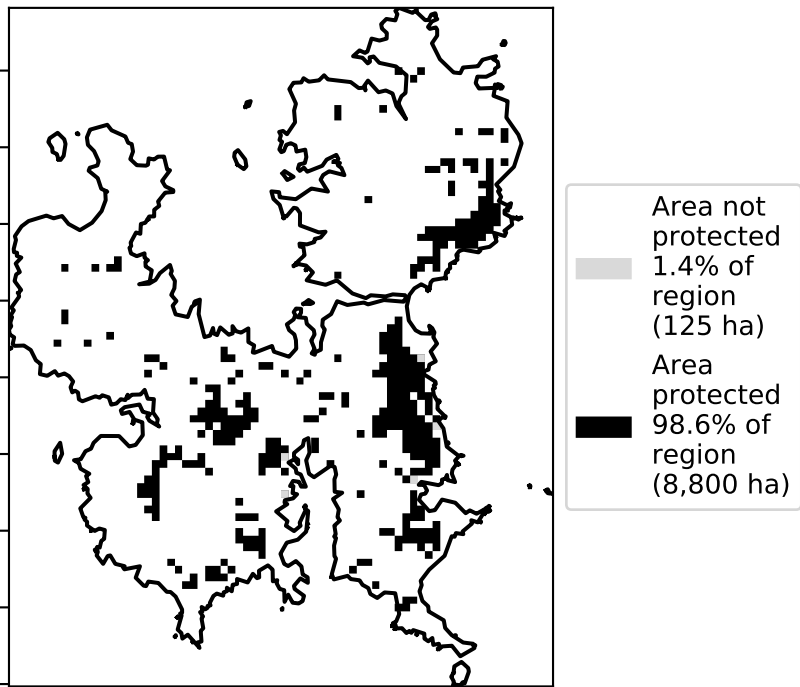 Area not
protected
1.4% of
region
(125 ha)
Area
protected
98.6% of
region
(8,800 ha)